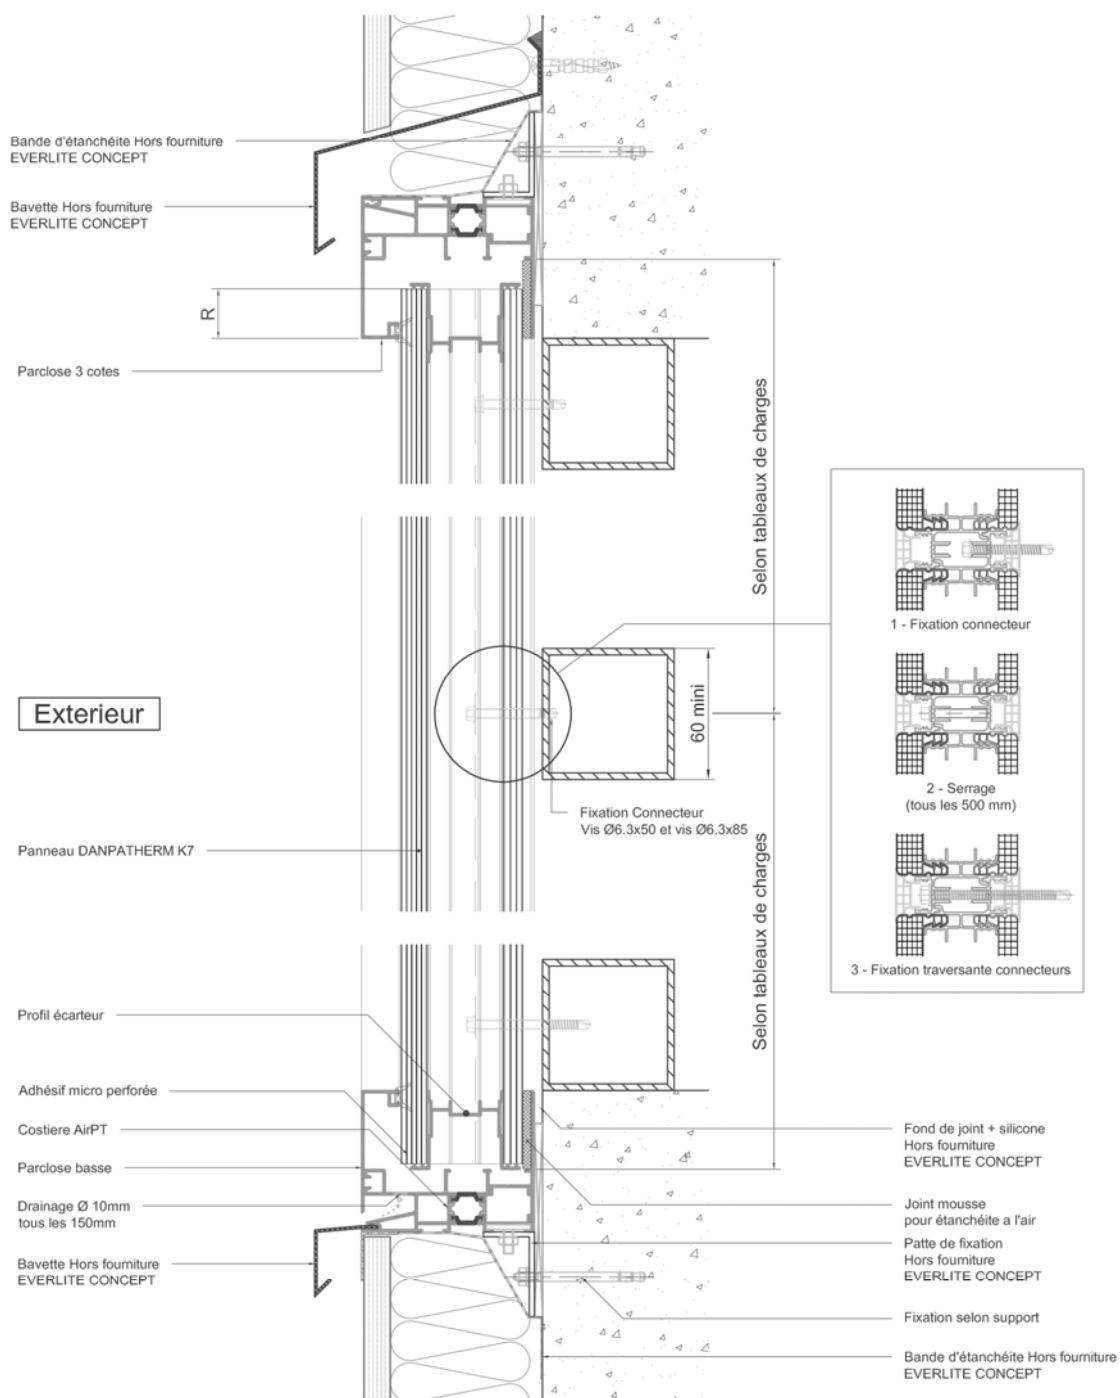 Bande d'étanchéite Hors fourniture
EVERLITE CONCEPT
Bavette Hors fourniture
EVERLITE CONCEPT
R
Parclose 3 cotes
Selon tableaux de charges
1 - Fixation connecteur
Exterieur
60 mini
2 - Serrage
(tous les 500 mm)
Fixation Connecteur
Vis Ø6.3x50 et vis Ø6.3x85
Panneau DANPATHERM K7
Selon tableaux de charges
3 - Fixation traversante connecteurs
Profil écarteur
Adhésif micro perforée
Costiere AirPT
Parclose basse
Drainage Ø 10mm
tous les 150mm
Bavette Hors fourniture
EVERLITE CONCEPT
Fond de joint + silicone
Hors fourniture
EVERLITE CONCEPT
Joint mousse
pour étanchéite a l'air
Patte de fixation
Hors fourniture
EVERLITE CONCEPT
Fixation selon support
Bande d'étanchéite Hors fourniture
EVERLITE CONCEPT